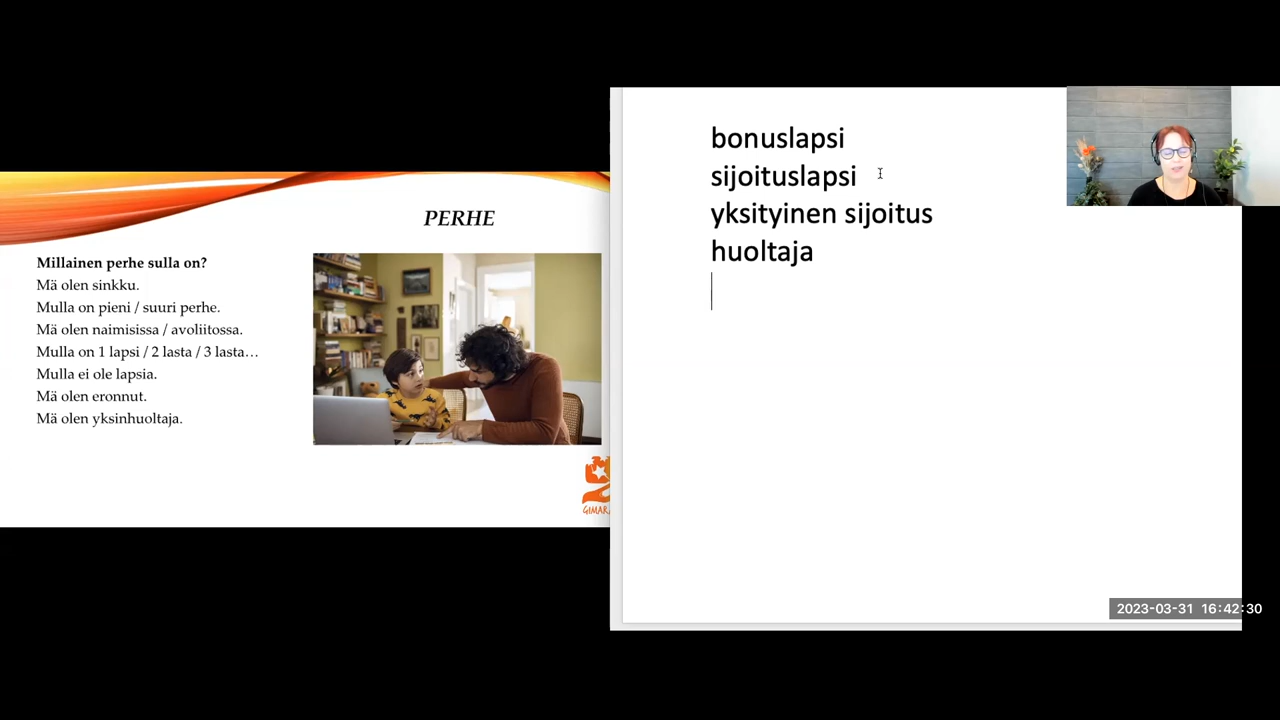 PERHE
Millainen perhe sulla on?
Mä olen sinkku.
Mulla on pieni / suuri perhe.
Mä olen naimisissa / avoliitossa.
Mulla on 1 lapsi / 2 lasta / 3 lasta…
Mulla ei ole lapsia.
Mä olen eronnut.
Mä olen yksinhuoltaja.
bonuslapsi
sijoituslapsi
yksityinen sijoitus
huoltaja
2023-03-31 16:42:30